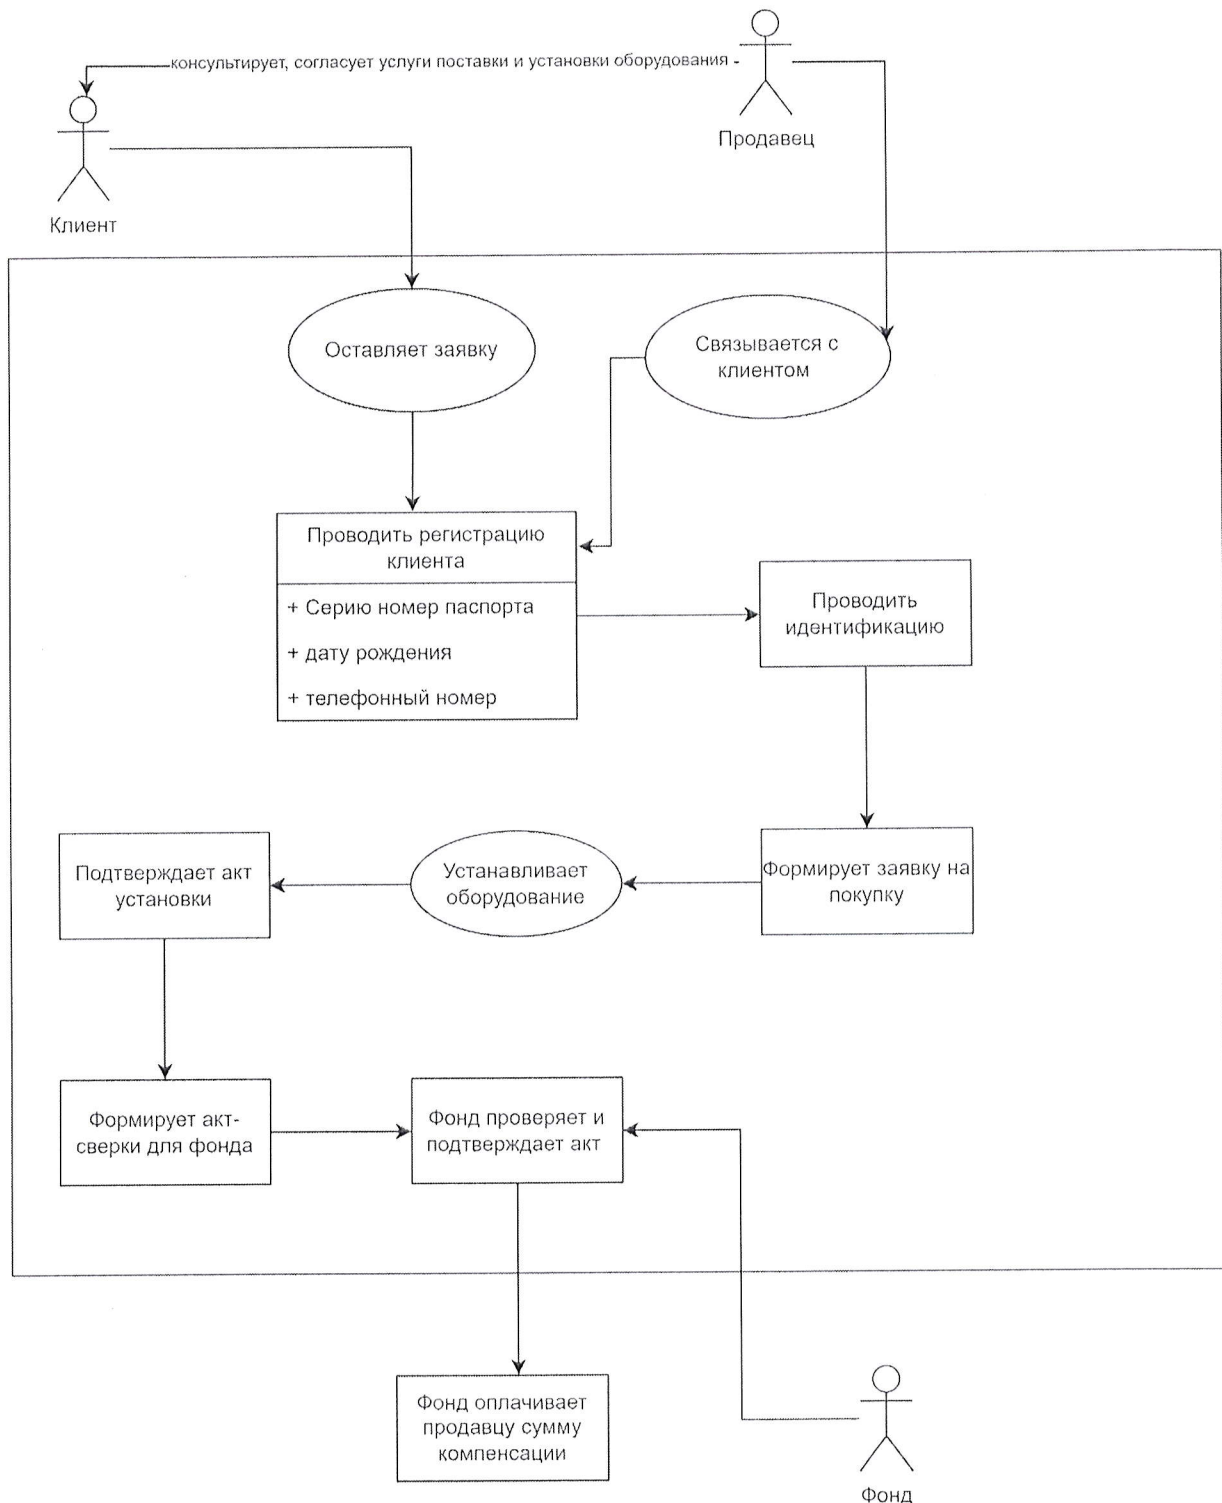 консультирует, согласует услуги поставки и установки оборудования
Продавец
Клиент
Оставляет заявку
Связывается с
клиентом
Проводить регистрацию
клиента
+ Серию номер паспорта
+ дату рождения
+ телефонный номер
Проводить
идентификацию
Подтверждает акт
установки
Устанавливает
оборудование
Формирует заявку на
покупку
Формирует акт-
сверки для фонда
Фонд проверяет и
подтверждает акт
Фонд оплачивает
продавцу сумму
компенсации
Фонд